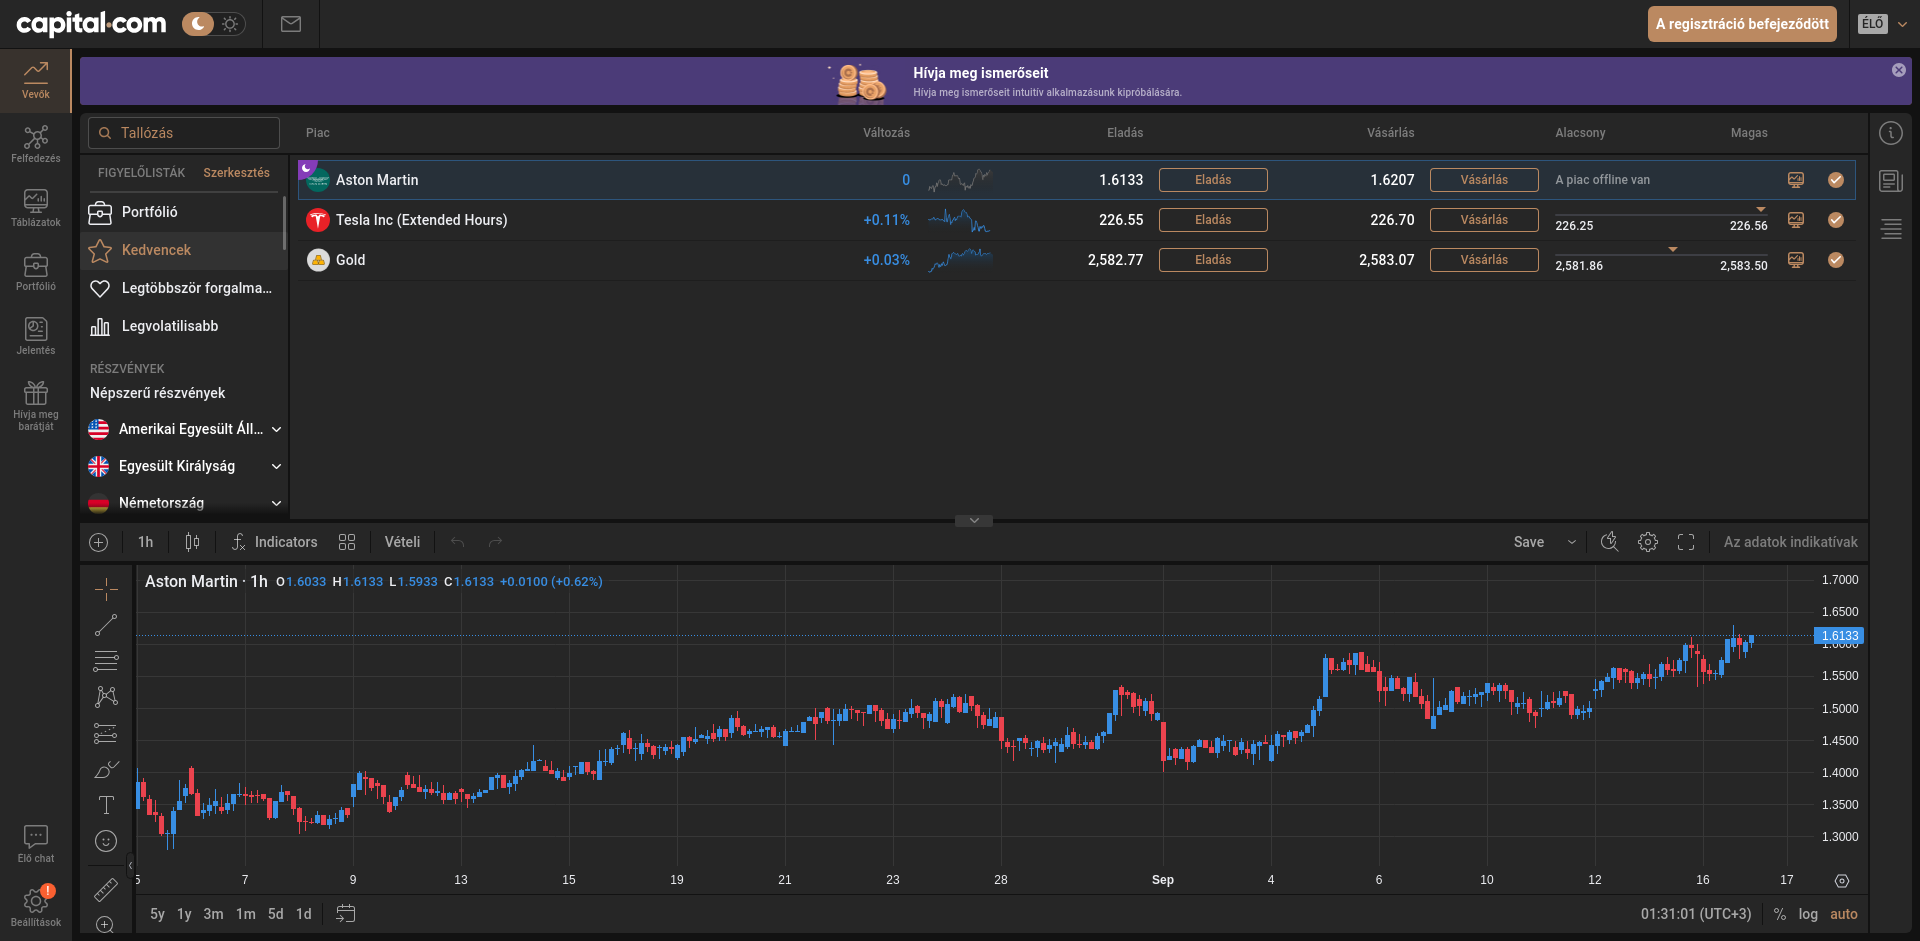 capital.com
A regisztráció befejeződött
ÉLŐ
Hívja meg ismerőseit
Hívja meg ismerőseit intuitív alkalmazásunk kipróbálására.
Vevők
Felfedezés
Táblázatok
Portfólió
Jelentés
Hívja meg
barátját
Élő chat
Beállítások
!
Tallózás
FIGYELŐLISTÁK Szerkesztés
Portfólió
Kedvencek
Legtöbbször forgalma...
Legvolatilisabb
RÉSZVÉNYEK
Népszerű részvények
Amerikai Egyesült Áll...
Egyesült Királyság
Németország
Piac Változás Eladás Vásárlás Alacsony Magas
Aston Martin 0 1.6133 Eladás 1.6207 Vásárlás A piac offline van
Tesla Inc (Extended Hours) +0.11% 226.55 Eladás 226.70 Vásárlás 226.25 226.56
Gold +0.03% 2,582.77 Eladás 2,583.07 Vásárlás 2,581.86 2,583.50
1h Indicators Vételi Save Az adatok indikatívak
Aston Martin · 1h O1.6033 H1.6133 L1.5933 C1.6133 +0.0100 (+0.62%)
1.7000
1.6500
1.6133
1.6000
1.5500
1.5000
1.4500
1.4000
1.3500
1.3000
5 7 9 13 15 19 21 23 28 Sep 4 6 10 12 16 17
5y 1y 3m 1m 5d 1d 01:31:01 (UTC+3) % log auto